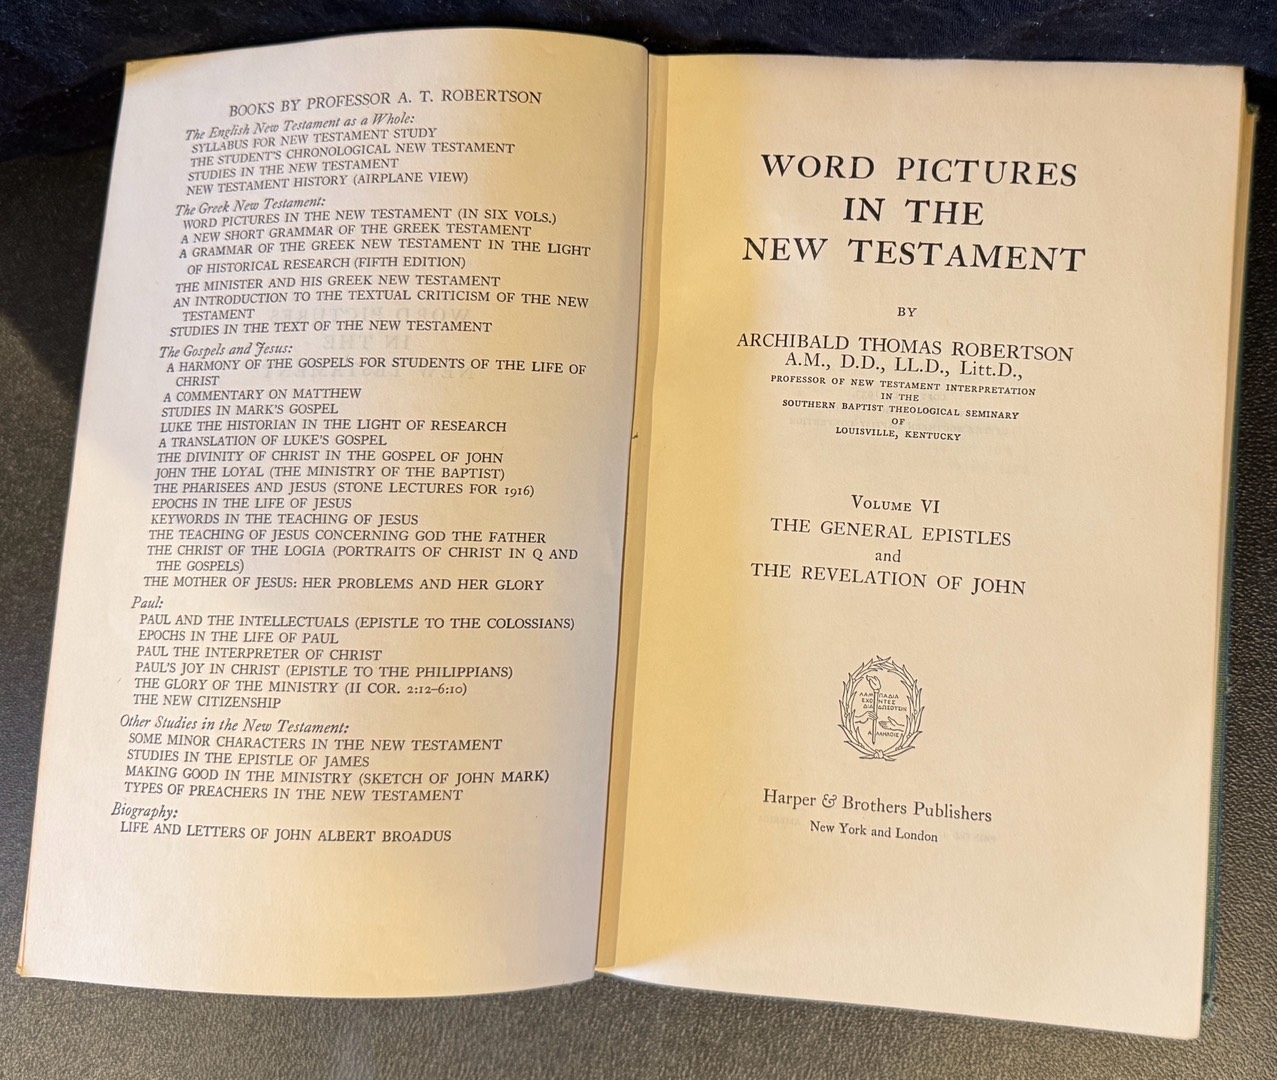 BOOKS BY PROFESSOR A. T. ROBERTSON
The English New Testament as a Whole:
SYLLABUS FOR NEW TESTAMENT STUDY
THE STUDENT'S CHRONOLOGICAL NEW TESTAMENT
STUDIES IN THE NEW TESTAMENT
NEW TESTAMENT HISTORY (AIRPLANE VIEW)
The Greek New Testament:
WORD PICTURES IN THE NEW TESTAMENT (IN SIX VOLS.)
A NEW SHORT GRAMMAR OF THE GREEK TESTAMENT
A GRAMMAR OF THE GREEK NEW TESTAMENT IN THE LIGHT
OF HISTORICAL RESEARCH (FIFTH EDITION)
THE MINISTER AND HIS GREEK NEW TESTAMENT
AN INTRODUCTION TO THE TEXTUAL CRITICISM OF THE NEW
TESTAMENT
STUDIES IN THE TEXT OF THE NEW TESTAMENT
The Gospels and Jesus:
A HARMONY OF THE GOSPELS FOR STUDENTS OF THE LIFE OF
CHRIST
A COMMENTARY ON MATTHEW
STUDIES IN MARK'S GOSPEL
LUKE THE HISTORIAN IN THE LIGHT OF RESEARCH
A TRANSLATION OF LUKE'S GOSPEL
THE DIVINITY OF CHRIST IN THE GOSPEL OF JOHN
JOHN THE LOYAL (THE MINISTRY OF THE BAPTIST)
THE PHARISEES AND JESUS (STONE LECTURES FOR 1916)
EPOCHS IN THE LIFE OF JESUS
KEYWORDS IN THE TEACHING OF JESUS
THE TEACHING OF JESUS CONCERNING GOD THE FATHER
THE CHRIST OF THE LOGIA (PORTRAITS OF CHRIST IN Q AND
THE GOSPELS)
THE MOTHER OF JESUS: HER PROBLEMS AND HER GLORY
Paul:
PAUL AND THE INTELLECTUALS (EPISTLE TO THE COLOSSIANS)
EPOCHS IN THE LIFE OF PAUL
PAUL THE INTERPRETER OF CHRIST
PAUL'S JOY IN CHRIST (EPISTLE TO THE PHILIPPIANS)
THE GLORY OF THE MINISTRY (II COR. 2:12–6:10)
THE NEW CITIZENSHIP
Other Studies in the New Testament:
SOME MINOR CHARACTERS IN THE NEW TESTAMENT
STUDIES IN THE EPISTLE OF JAMES
MAKING GOOD IN THE MINISTRY (SKETCH OF JOHN MARK)
TYPES OF PREACHERS IN THE NEW TESTAMENT
Biography:
LIFE AND LETTERS OF JOHN ALBERT BROADUS
WORD PICTURES
IN THE
NEW TESTAMENT
BY
ARCHIBALD THOMAS ROBERTSON
A.M., D.D., LL.D., Litt.D.,
PROFESSOR OF NEW TESTAMENT INTERPRETATION
IN THE
SOUTHERN BAPTIST THEOLOGICAL SEMINARY
OF
LOUISVILLE, KENTUCKY
VOLUME VI
THE GENERAL EPISTLES
and
THE REVELATION OF JOHN
ΛΑΜΠΑΔΙΑ
ΕΧΟΝΤΕΣ
ΔΙΑΔΩΣΟΥΣΙΝ
ΑΛΛΗΛΟΙΣ
Harper & Brothers Publishers
New York and London